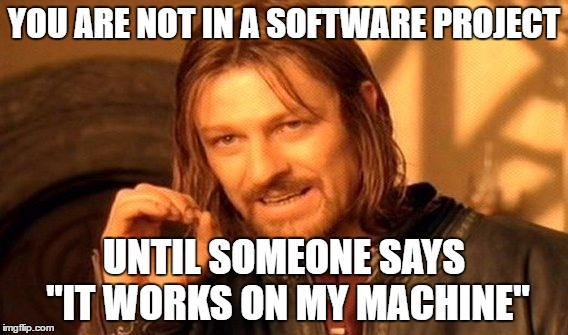 YOU ARE NOT IN A SOFTWARE PROJECT
UNTIL SOMEONE SAYS
"IT WORKS ON MY MACHINE"
imgflip.com